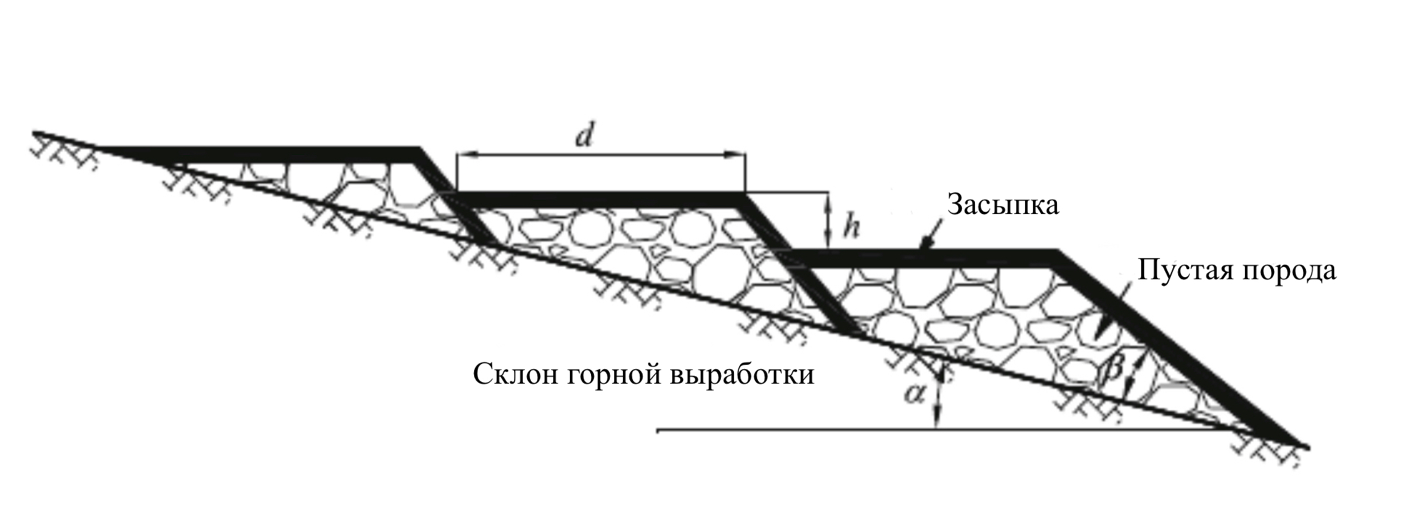 d
h
Засыпка
Пустая порода
Склон горной выработки
α
β